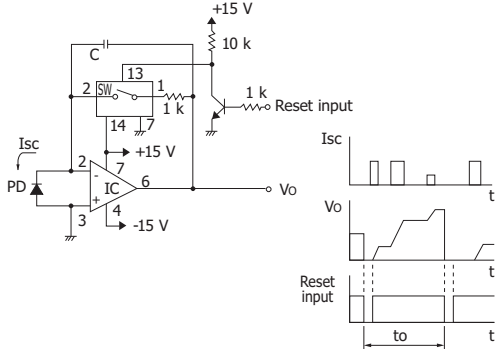 +15 V
10 k
C
13
2
SW
1
1 k
1 k
Reset input
14
7
Isc
+15 V
PD
2
-
7
IC
6
Vo
+
3
4
-15 V
Isc
t
Vo
t
Reset
input
t
to